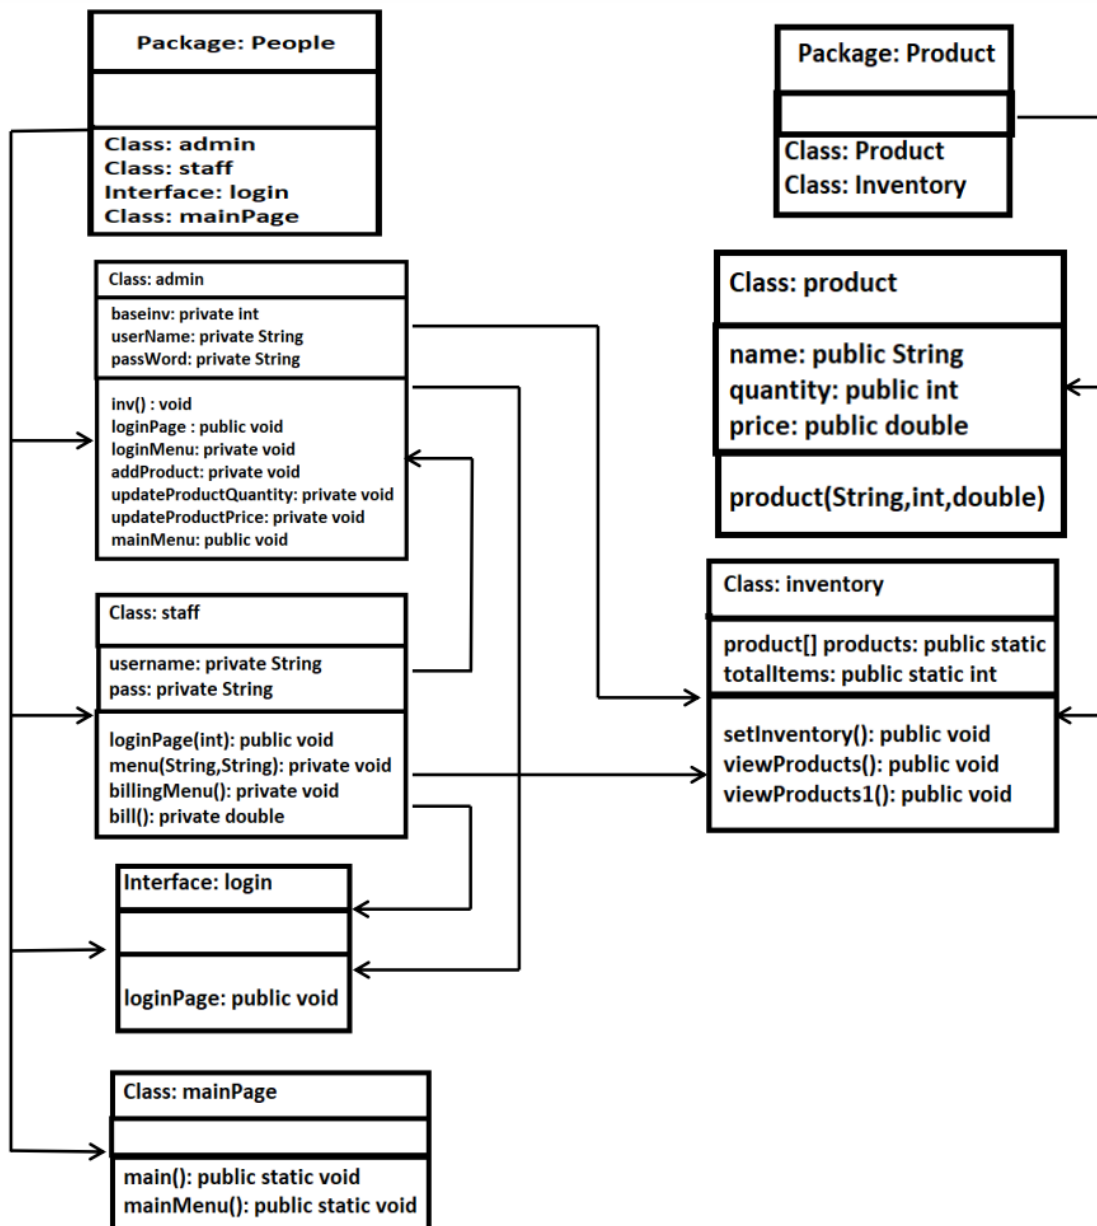 Package: People
Class: admin
Class: staff
Interface: login
Class: mainPage
Package: Product
Class: Product
Class: Inventory
Class: admin
baseinv: private int
userName: private String
passWord: private String
inv() : void
loginPage : public void
loginMenu: private void
addProduct: private void
updateProductQuantity: private void
updateProductPrice: private void
mainMenu: public void
Class: staff
username: private String
pass: private String
loginPage(int): public void
menu(String,String): private void
billingMenu(): private void
bill(): private double
Interface: login
loginPage: public void
Class: mainPage
main(): public static void
mainMenu(): public static void
Class: product
name: public String
quantity: public int
price: public double
product(String,int,double)
Class: inventory
product[] products: public static
totalItems: public static int
setInventory(): public void
viewProducts(): public void
viewProducts1(): public void